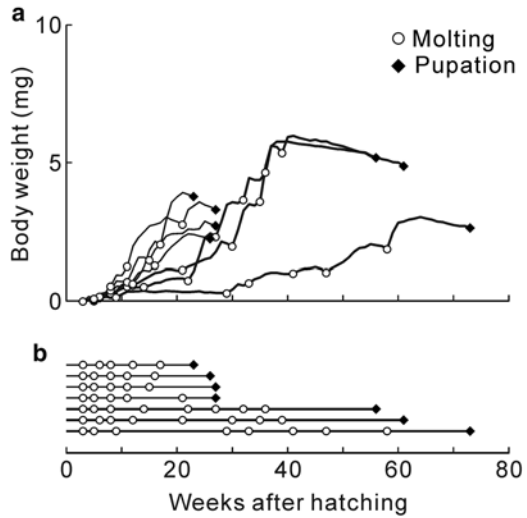 a
10
Molting
Pupation
Body weight (mg)
5
0
b
0 20 40 60 80
Weeks after hatching